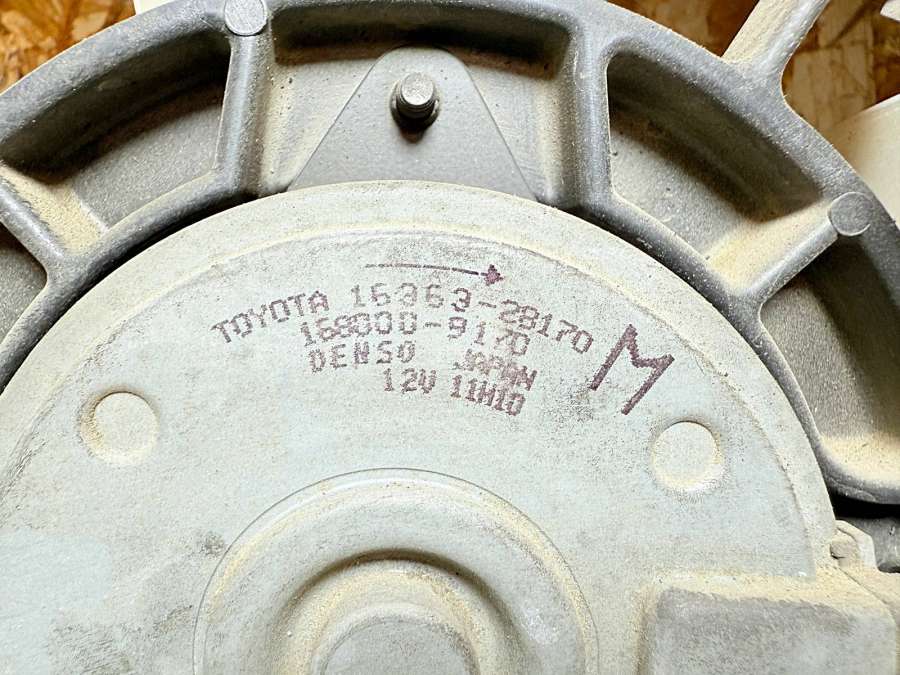 TOYOTA 16363-28170
168000-9170
DENSO JAPAN
12V 11H10
M